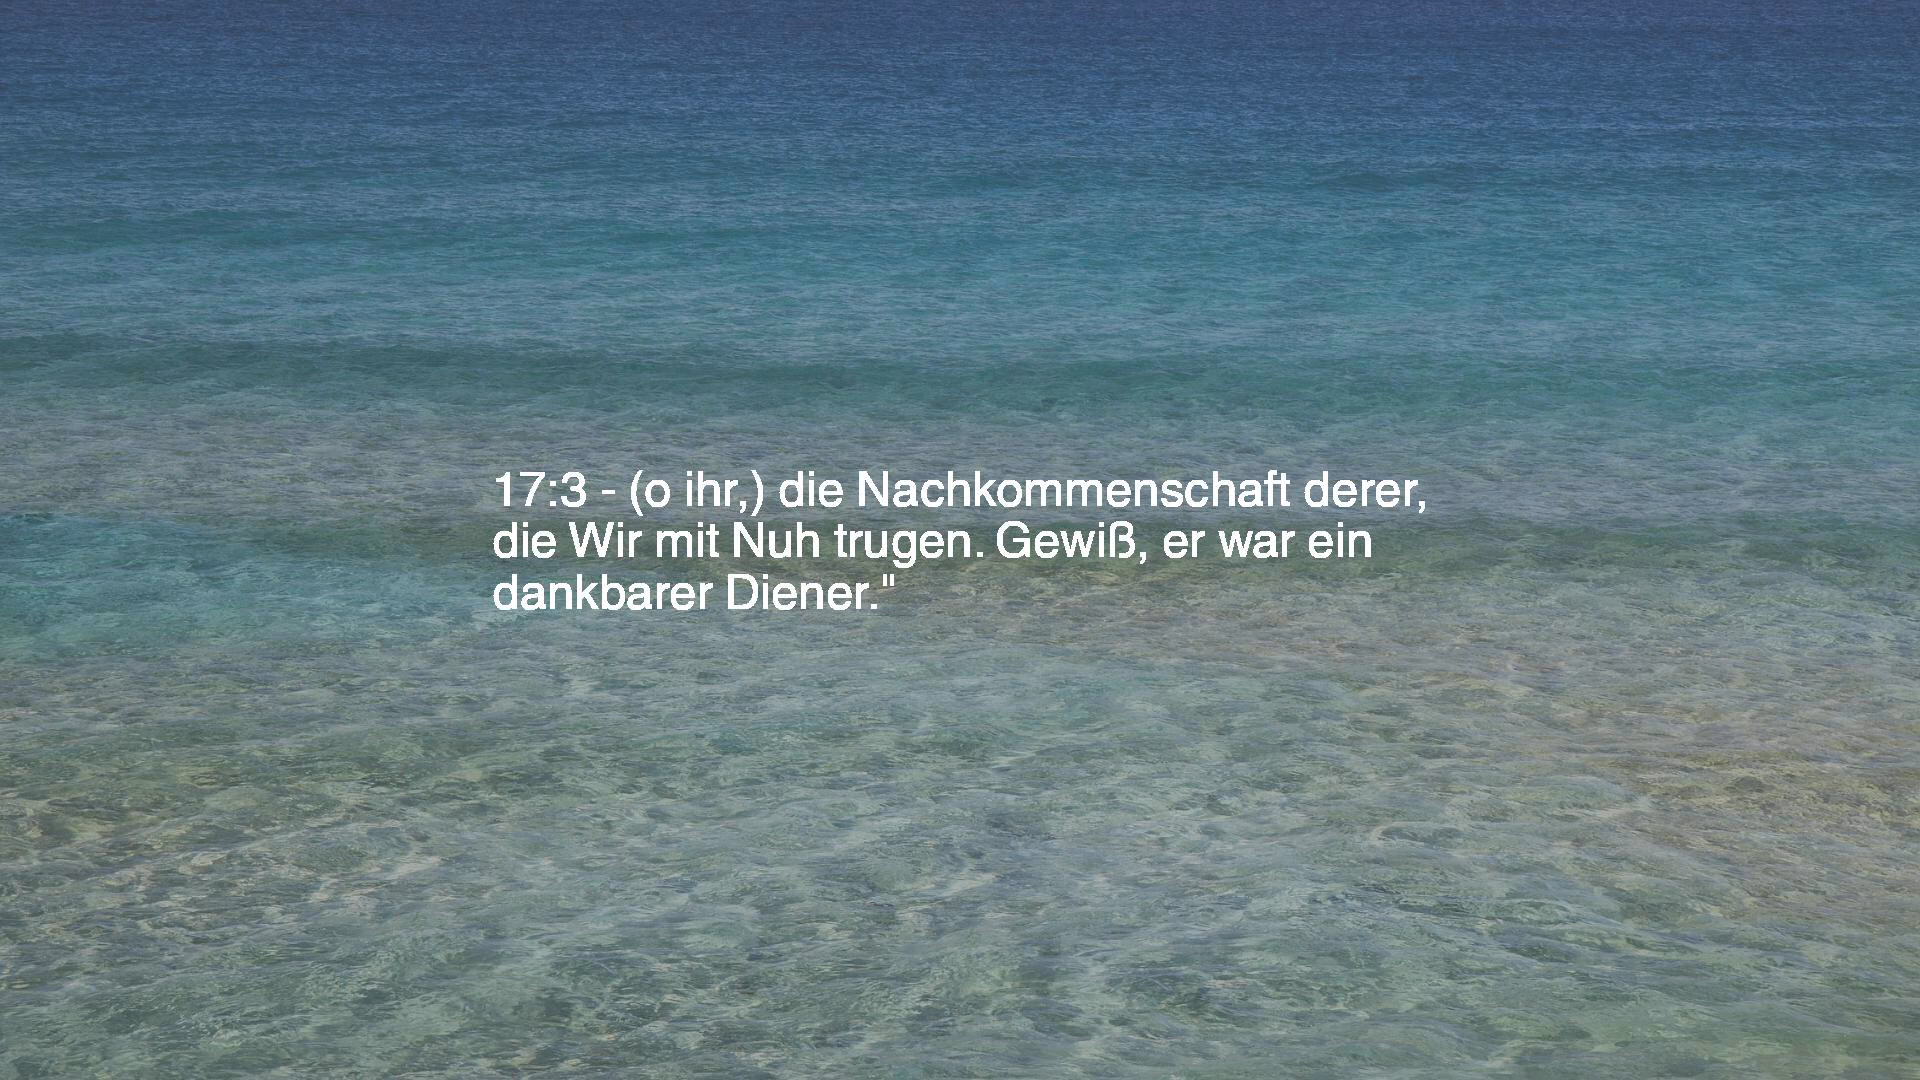 17:3 - (o ihr,) die Nachkommenschaft derer,
die Wir mit Nuh trugen. Gewiß, er war ein
dankbarer Diener."